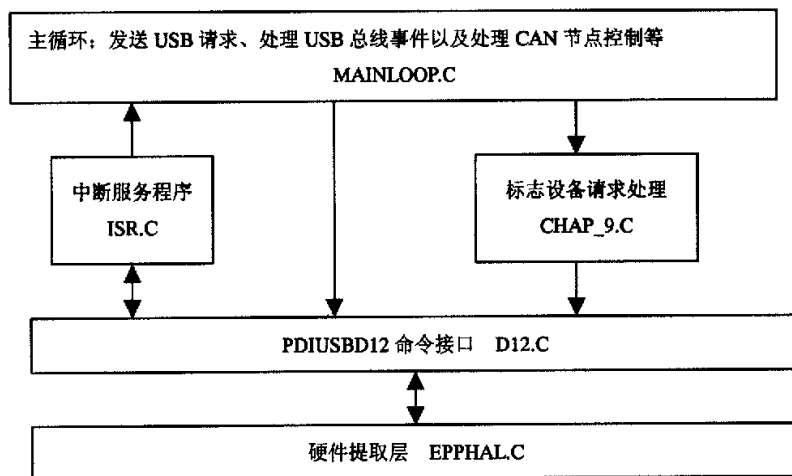 主循环：发送 USB 请求、处理 USB 总线事件以及处理 CAN 节点控制等
MAINLOOP.C
中断服务程序
ISR.C
标志设备请求处理
CHAP_9.C
PDIUSBD12 命令接口 D12.C
硬件提取层 EPPHAL.C